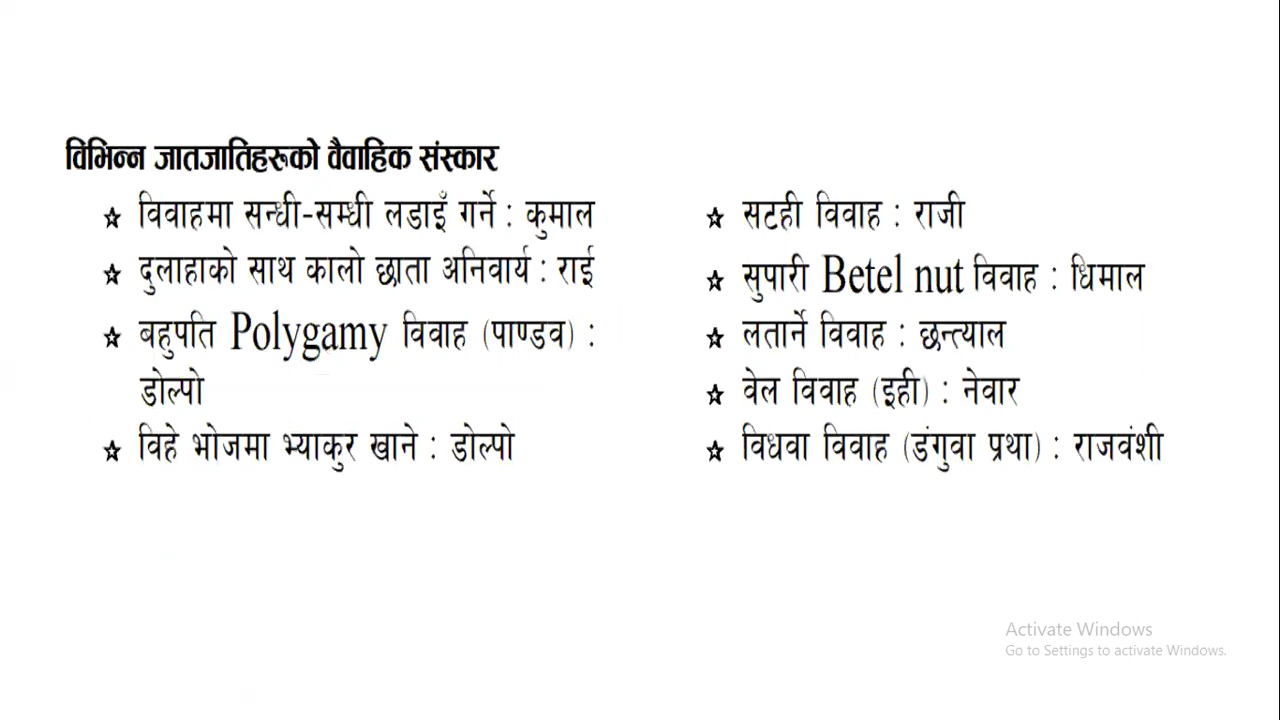 विभिन्न जातजातिहरूको वैवाहिक संस्कार
☆ विवाहमा सन्धी-सम्धी लडाइँ गर्ने : कुमाल
☆ दुलाहाको साथ कालो छाता अनिवार्य : राई
☆ बहुपति Polygamy विवाह (पाण्डव) :
डोल्पो
☆ विहे भोजमा भ्याकुर खाने : डोल्पो
☆ सटही विवाह : राजी
☆ सुपारी Betel nut विवाह : धिमाल
☆ लतार्ने विवाह : छन्त्याल
☆ वेल विवाह (इही) : नेवार
☆ विधवा विवाह (डंगुवा प्रथा) : राजवंशी
Activate Windows
Go to Settings to activate Windows.